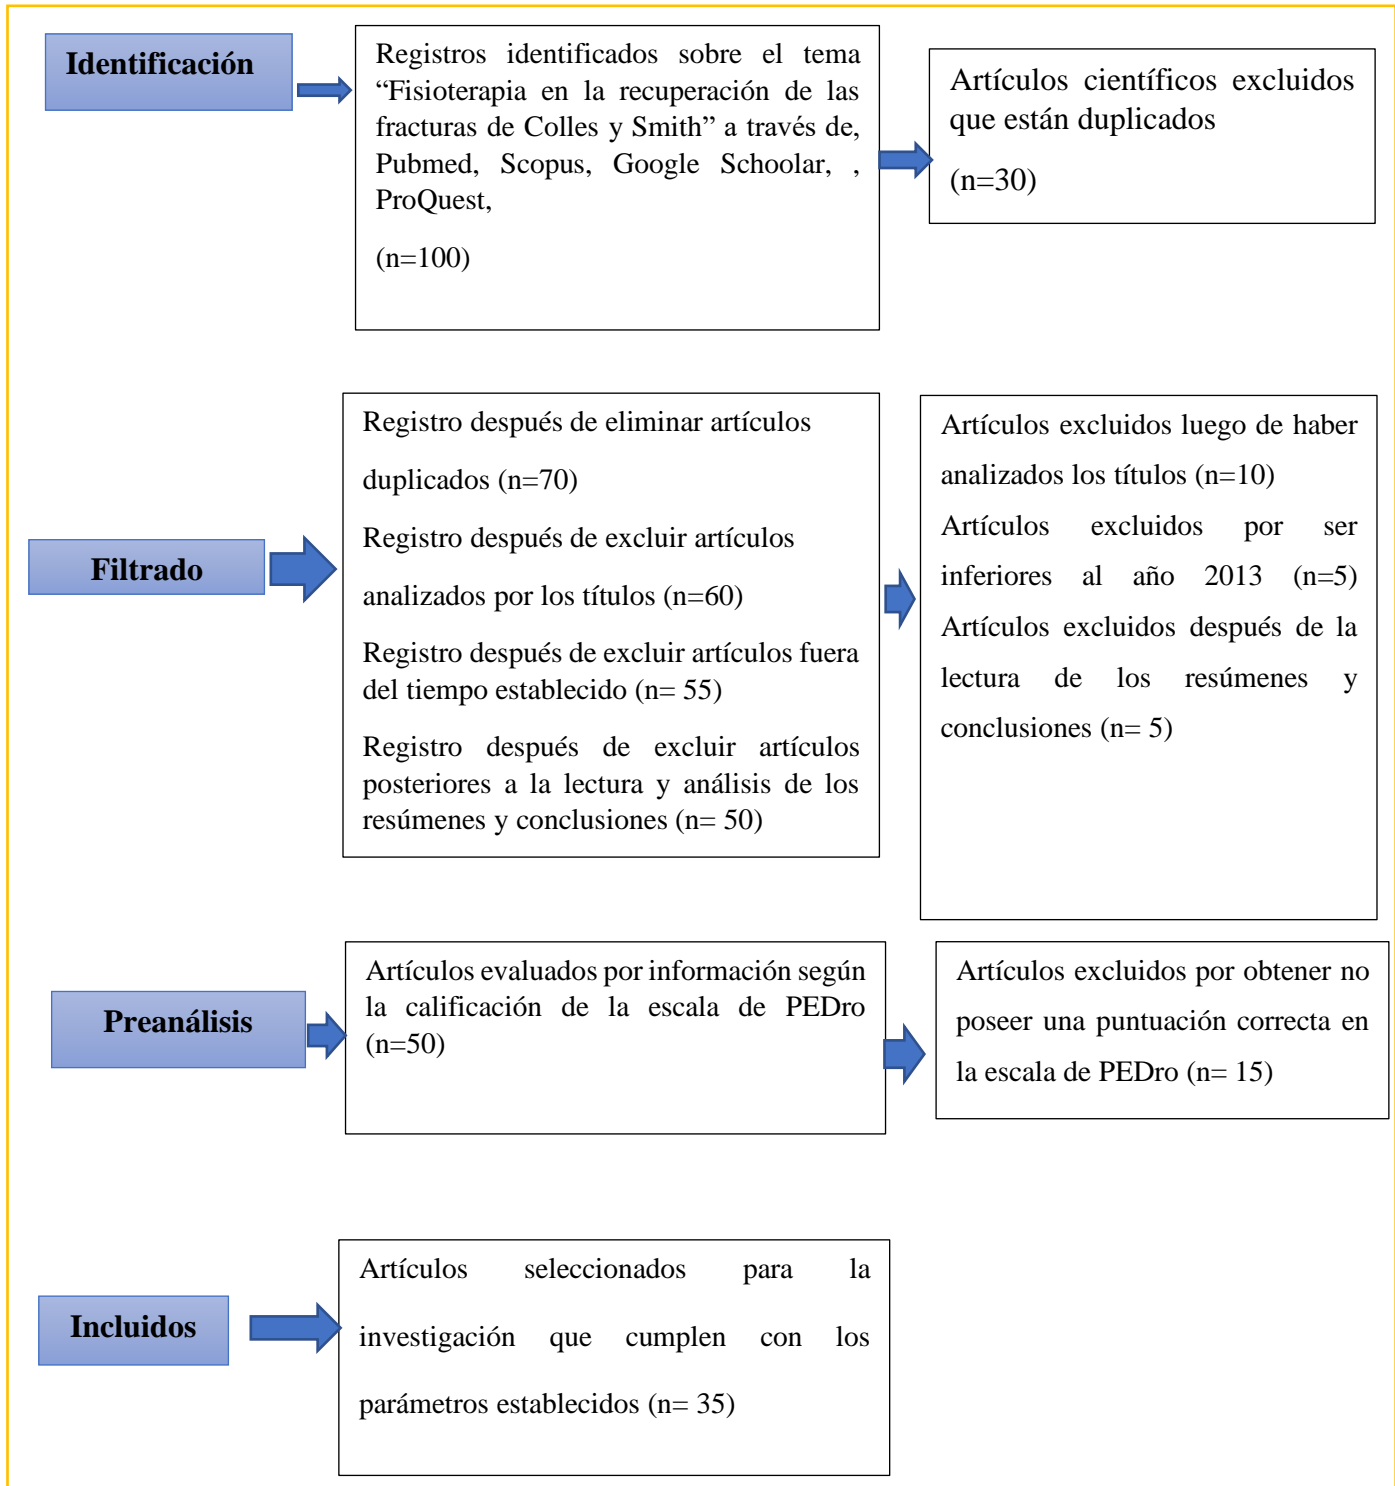 Identificación
Registros identificados sobre el tema
“Fisioterapia en la recuperación de las
fracturas de Colles y Smith” a través de,
Pubmed, Scopus, Google Schoolar, ,
ProQuest,
(n=100)
Artículos científicos excluidos
que están duplicados
(n=30)
Filtrado
Registro después de eliminar artículos
duplicados (n=70)
Registro después de excluir artículos
analizados por los títulos (n=60)
Registro después de excluir artículos fuera
del tiempo establecido (n= 55)
Registro después de excluir artículos
posteriores a la lectura y análisis de los
resúmenes y conclusiones (n= 50)
Artículos excluidos luego de haber
analizados los títulos (n=10)
Artículos excluidos por ser
inferiores al año 2013 (n=5)
Artículos excluidos después de la
lectura de los resúmenes y
conclusiones (n= 5)
Preanálisis
Artículos evaluados por información según
la calificación de la escala de PEDro
(n=50)
Artículos excluidos por obtener no
poseer una puntuación correcta en
la escala de PEDro (n= 15)
Incluidos
Artículos seleccionados para la
investigación que cumplen con los
parámetros establecidos (n= 35)